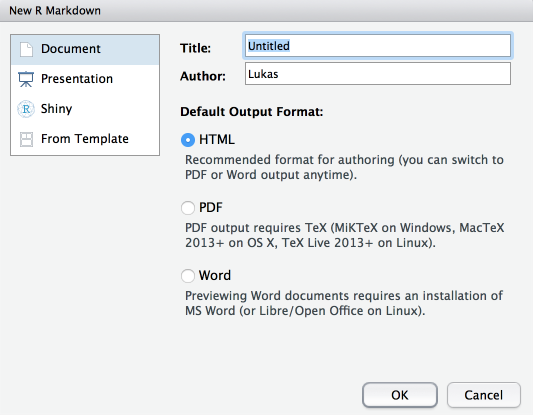 New R Markdown
Document
Presentation
R Shiny
From Template
Title: Untitled
Author: Lukas
Default Output Format:
HTML
Recommended format for authoring (you can switch to
PDF or Word output anytime).
PDF
PDF output requires TeX (MiKTeX on Windows, MacTeX
2013+ on OS X, TeX Live 2013+ on Linux).
Word
Previewing Word documents requires an installation of
MS Word (or Libre/Open Office on Linux).
OK Cancel